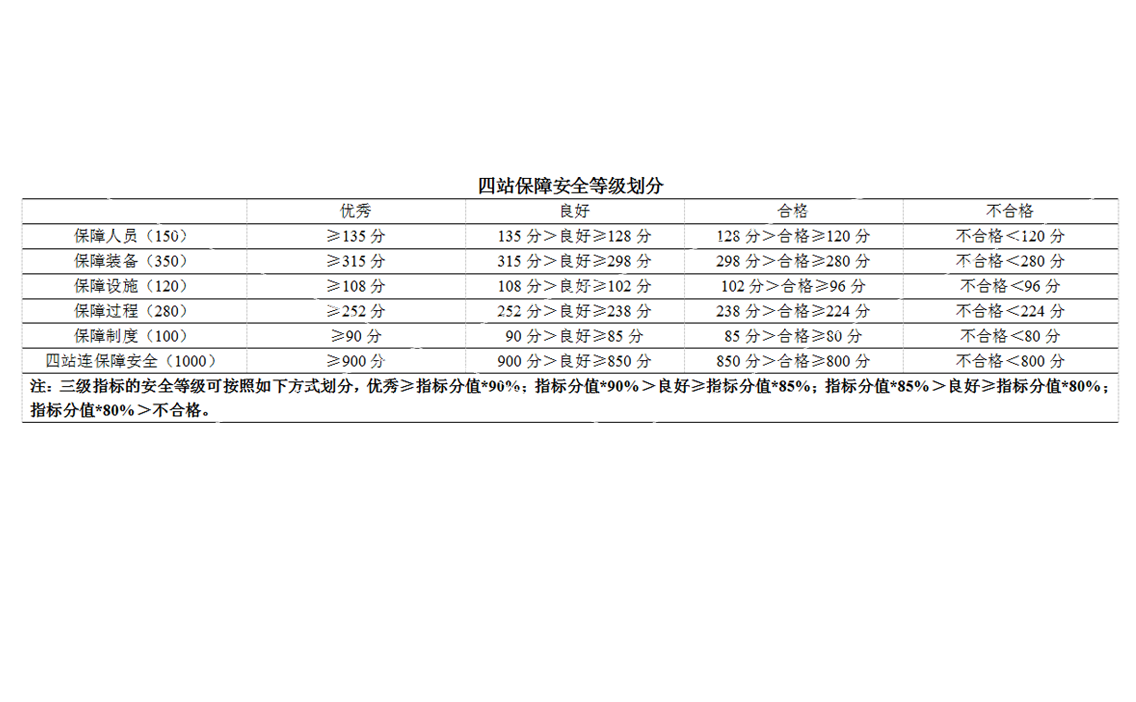 四站保障安全等级划分
优秀 良好 合格 不合格
保障人员（150） ≥135 分 135 分＞良好≥128 分 128 分＞合格≥120 分 不合格＜120 分
保障装备（350） ≥315 分 315 分＞良好≥298 分 298 分＞合格≥280 分 不合格＜280 分
保障设施（120） ≥108 分 108 分＞良好≥102 分 102 分＞合格≥96 分 不合格＜96 分
保障过程（280） ≥252 分 252 分＞良好≥238 分 238 分＞合格≥224 分 不合格＜224 分
保障制度（100） ≥90 分 90 分＞良好≥85 分 85 分＞合格≥80 分 不合格＜80 分
四站连保障安全（1000） ≥900 分 900 分＞良好≥850 分 850 分＞合格≥800 分 不合格＜800 分
注：三级指标的安全等级可按照如下方式划分，优秀≥指标分值*90%；指标分值*90%＞良好≥指标分值*85%；指标分值*85%＞良好≥指标分值*80%；
指标分值*80%＞不合格。